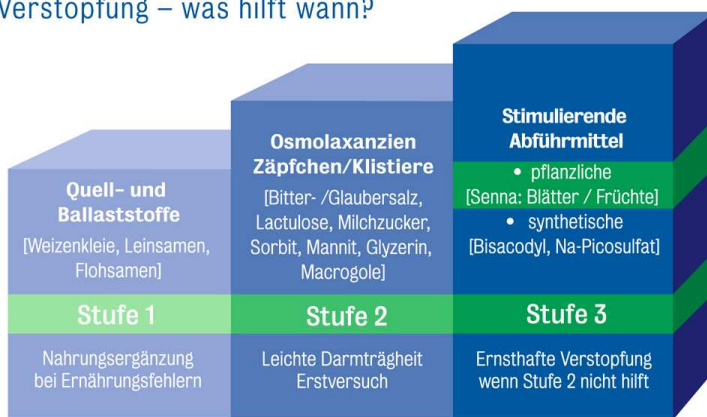 Verstopfung – was hilft wann?
Quell- und
Ballaststoffe
[Weizenkleie, Leinsamen,
Flohsamen]
Stufe 1
Nahrungsergänzung
bei Ernährungsfehlern
Osmolaxanzien
Zäpfchen/Klistiere
[Bitter- /Glaubersalz,
Lactulose, Milchzucker,
Sorbit, Mannit, Glyzerin,
Macrogole]
Stufe 2
Leichte Darmträgheit
Erstversuch
Stimulierende
Abführmittel
• pflanzliche
[Senna: Blätter / Früchte]
• synthetische
[Bisacodyl, Na-Picosulfat]
Stufe 3
Ernsthafte Verstopfung
wenn Stufe 2 nicht hilft